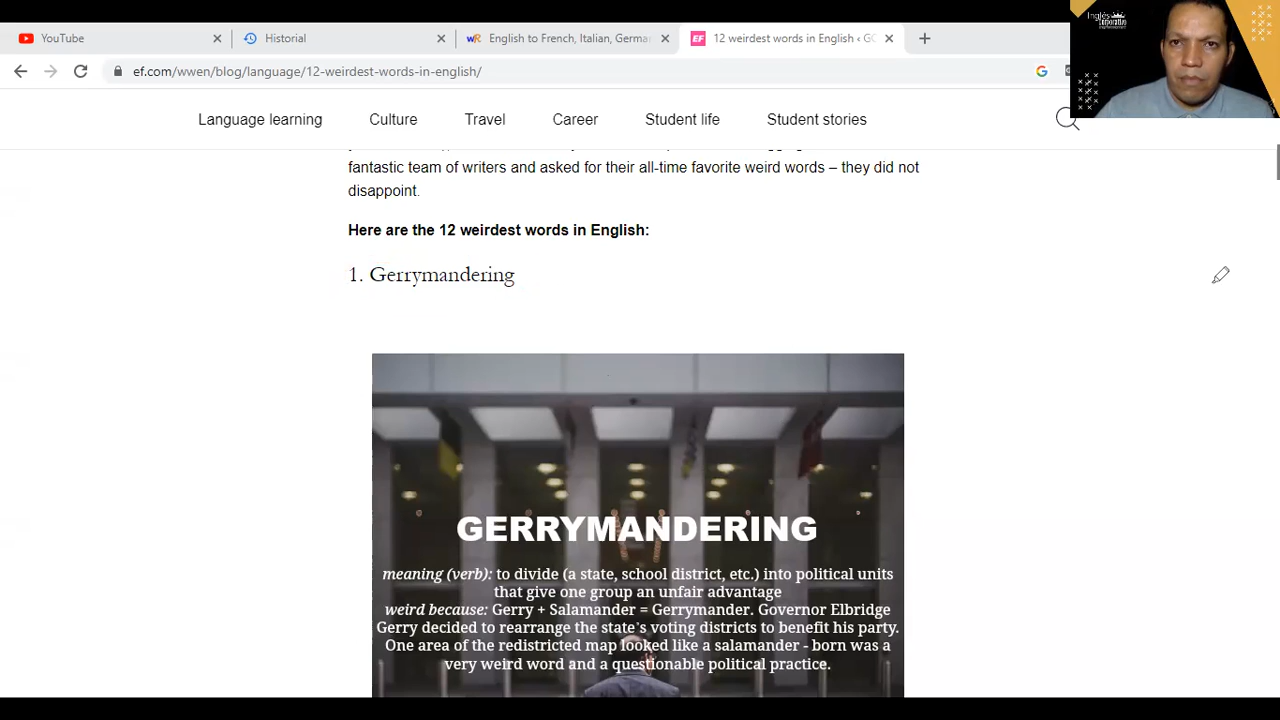 YouTube
Historial
English to French, Italian, Germa
EF
12 weirdest words in English ‹ GO
ef.com/wwen/blog/language/12-weirdest-words-in-english/
Inglés
Corporativo
Language learning
Culture
Travel
Career
Student life
Student stories
fantastic team of writers and asked for their all-time favorite weird words – they did not
disappoint.
Here are the 12 weirdest words in English:
1. Gerrymandering
GERRYMANDERING
meaning (verb): to divide (a state, school district, etc.) into political units
that give one group an unfair advantage
weird because: Gerry + Salamander = Gerrymander. Governor Elbridge
Gerry decided to rearrange the state's voting districts to benefit his party.
One area of the redistricted map looked like a salamander - born was a
very weird word and a questionable political practice.